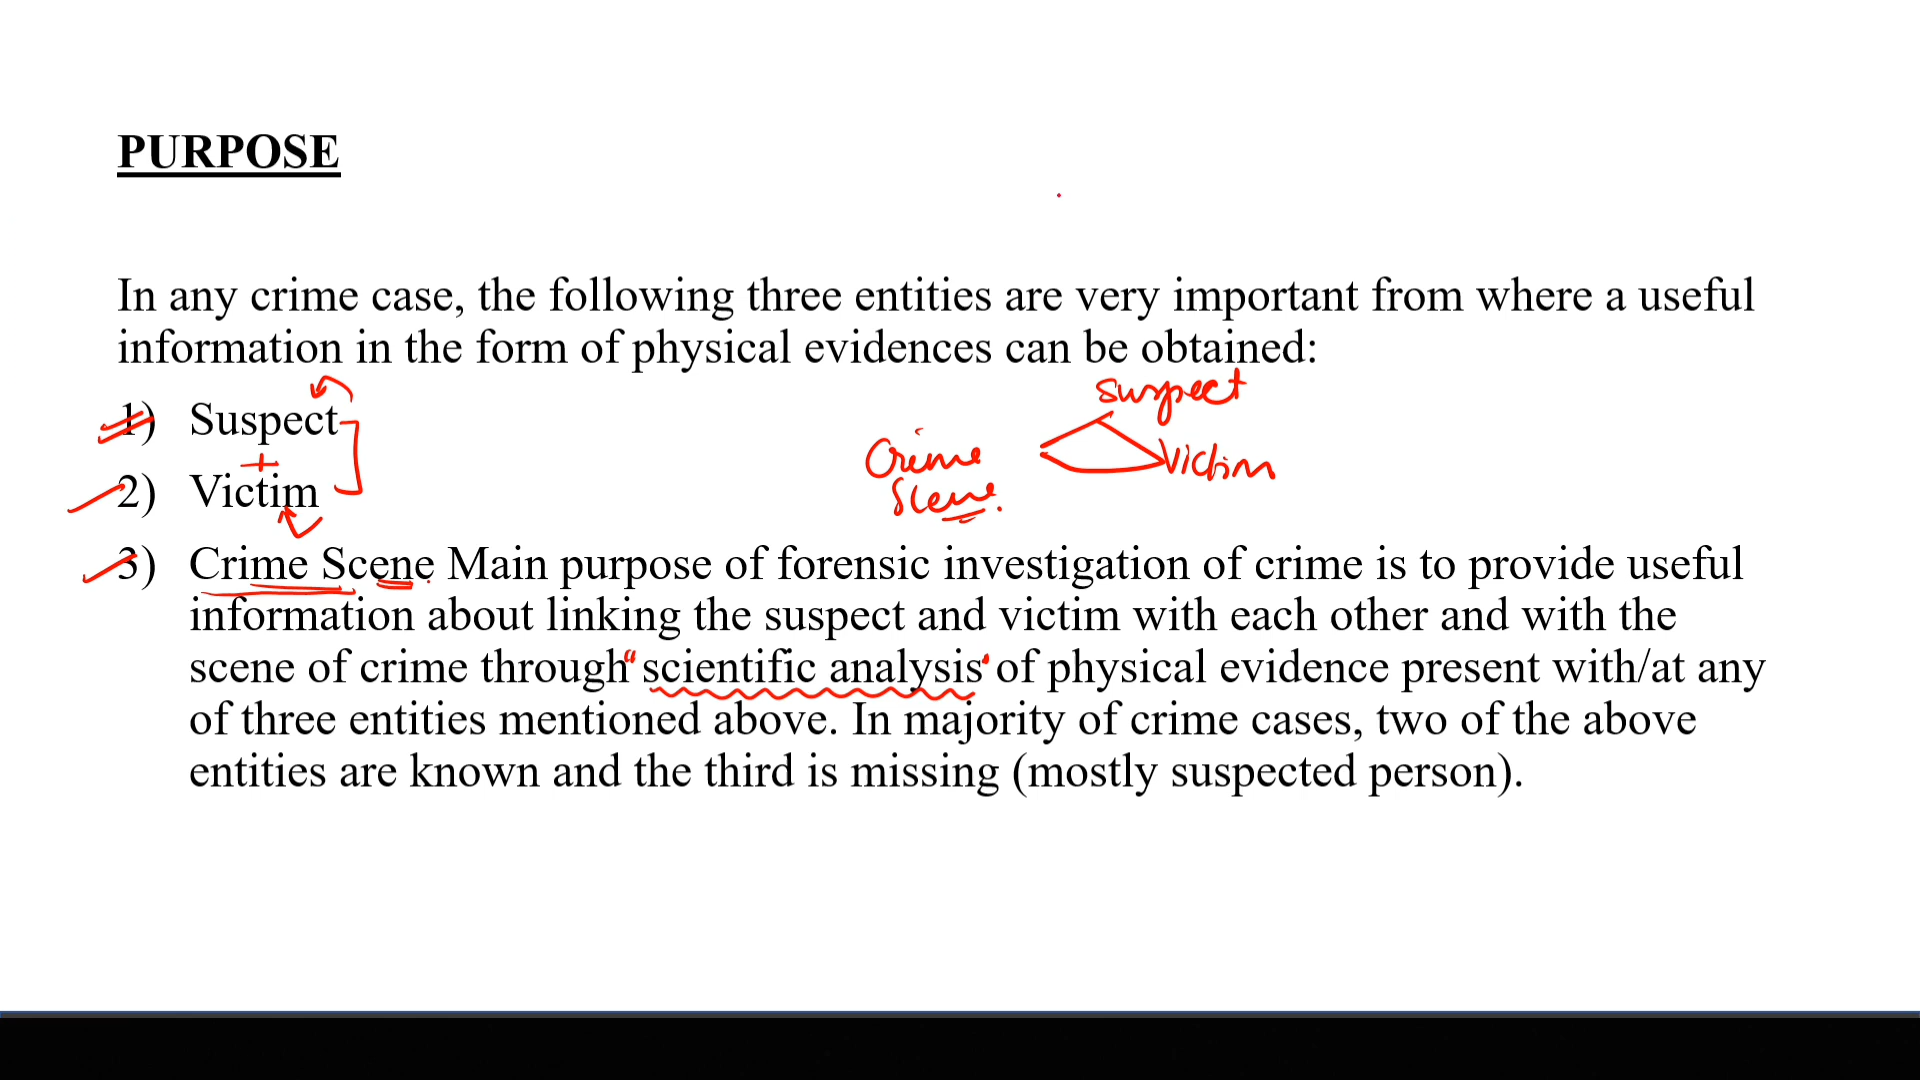 PURPOSE
In any crime case, the following three entities are very important from where a useful
information in the form of physical evidences can be obtained:
1) Suspect
+
2) Victim
suspect
Crime
Victim
Scene.
3) Crime Scene Main purpose of forensic investigation of crime is to provide useful
information about linking the suspect and victim with each other and with the
scene of crime through "scientific analysis' of physical evidence present with/at any
of three entities mentioned above. In majority of crime cases, two of the above
entities are known and the third is missing (mostly suspected person).